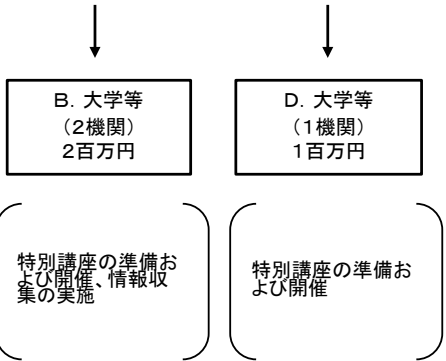 B．大学等
（２機関）
２百万円
D．大学等
（１機関）
１百万円
特別講座の準備お
よび開催、情報収
集の実施
特別講座の準備お
よび開催